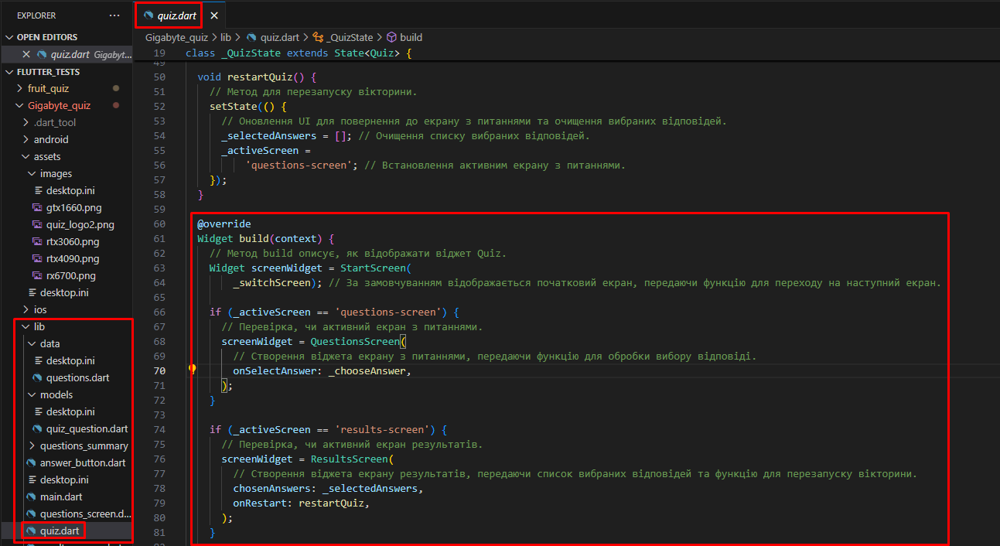 EXPLORER ...
OPEN EDITORS
quiz.dart Gigabyt...
FLUTTER_TESTS
fruit_quiz
Gigabyte_quiz
.dart_tool
android
assets
images
desktop.ini
gtx1660.png
quiz_logo2.png
rtx3060.png
rtx4090.png
rx6700.png
desktop.ini
ios
lib
data
desktop.ini
questions.dart
models
desktop.ini
quiz_question.dart
questions_summary
answer_button.dart
desktop.ini
main.dart
questions_screen.d...
quiz.dart
quiz.dart
Gigabyte_quiz > lib > quiz.dart > _QuizState > build
19 class _QuizState extends State<Quiz> {
49
50 void restartQuiz() {
51 // Метод для перезапуску вікторини.
52 setState(() {
53 // Оновлення UI для повернення до екрану з питаннями та очищення вибраних відповідей.
54 _selectedAnswers = []; // Очищення списку вибраних відповідей.
55 _activeScreen =
56 'questions-screen'; // Встановлення активним екрану з питаннями.
57 });
58 }
59
60 @override
61 Widget build(context) {
62 // Метод build описує, як відображати віджет Quiz.
63 Widget screenWidget = StartScreen(
64 _switchScreen); // За замовчуванням відображається початковий екран, передаючи функцію для переходу на наступний екран.
65
66 if (_activeScreen == 'questions-screen') {
67 // Перевірка, чи активний екран з питаннями.
68 screenWidget = QuestionsScreen(
69 // Створення віджета екрану з питаннями, передаючи функцію для обробки вибору відповіді.
70 onSelectAnswer: _chooseAnswer,
71 );
72 }
73
74 if (_activeScreen == 'results-screen') {
75 // Перевірка, чи активний екран результатів.
76 screenWidget = ResultsScreen(
77 // Створення віджета екрану результатів, передаючи список вибраних відповідей та функцію для перезапуску вікторини.
78 chosenAnswers: _selectedAnswers,
79 onRestart: restartQuiz,
80 );
81 }